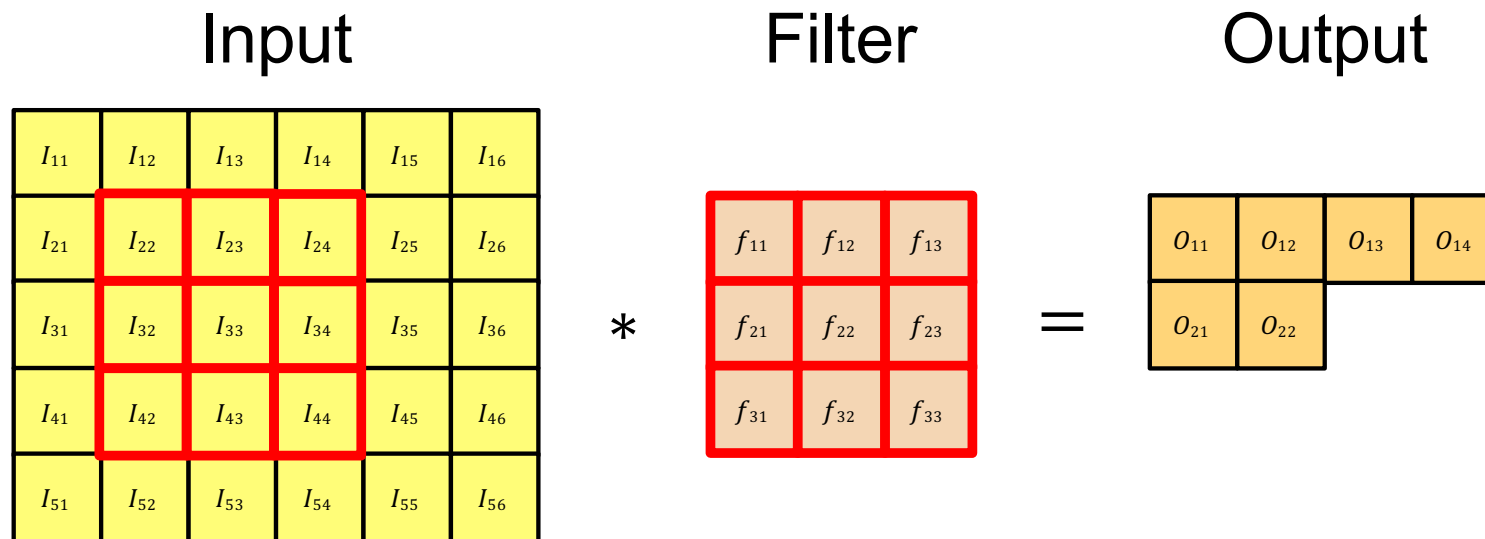 Input Filter Output
I₁₁ I₁₂ I₁₃ I₁₄ I₁₅ I₁₆
I₂₁ I₂₂ I₂₃ I₂₄ I₂₅ I₂₆ f₁₁ f₁₂ f₁₃ O₁₁ O₁₂ O₁₃ O₁₄
I₃₁ I₃₂ I₃₃ I₃₄ I₃₅ I₃₆ * f₂₁ f₂₂ f₂₃ = O₂₁ O₂₂
I₄₁ I₄₂ I₄₃ I₄₄ I₄₅ I₄₆ f₃₁ f₃₂ f₃₃
I₅₁ I₅₂ I₅₃ I₅₄ I₅₅ I₅₆